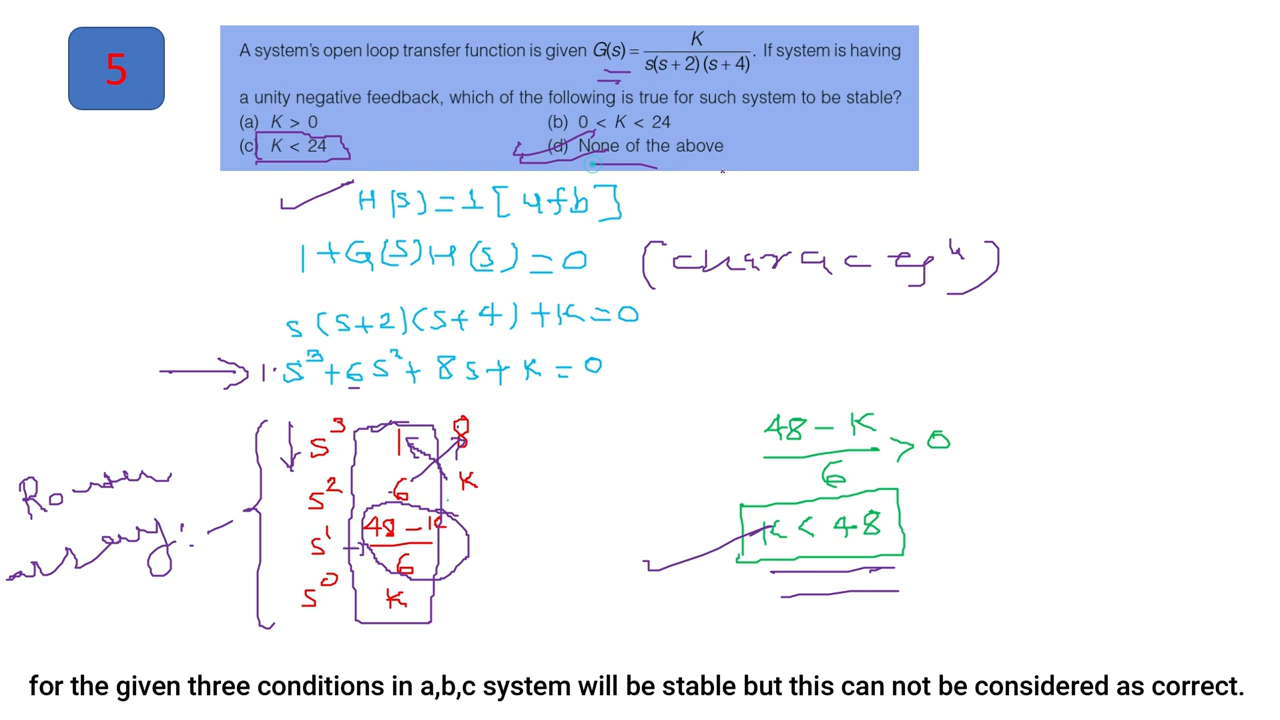 5
A system's open loop transfer function is given G(s) = K / s(s + 2) (s + 4) . If system is having
a unity negative feedback, which of the following is true for such system to be stable?
(a) K > 0 (b) 0 < K < 24
(c) K < 24 (d) None of the above
H(s) = 1 [ufb]
1 + G(s)H(s) = 0 (charac eqⁿ)
s(s+2)(s+4) + K = 0
1·s³ + 6s² + 8s + K = 0
s³ 1 8
s² 6 K
s¹ 48 - K / 6
s⁰ K
array:
48 - K / 6 > 0
K < 48
for the given three conditions in a,b,c system will be stable but this can not be considered as correct.